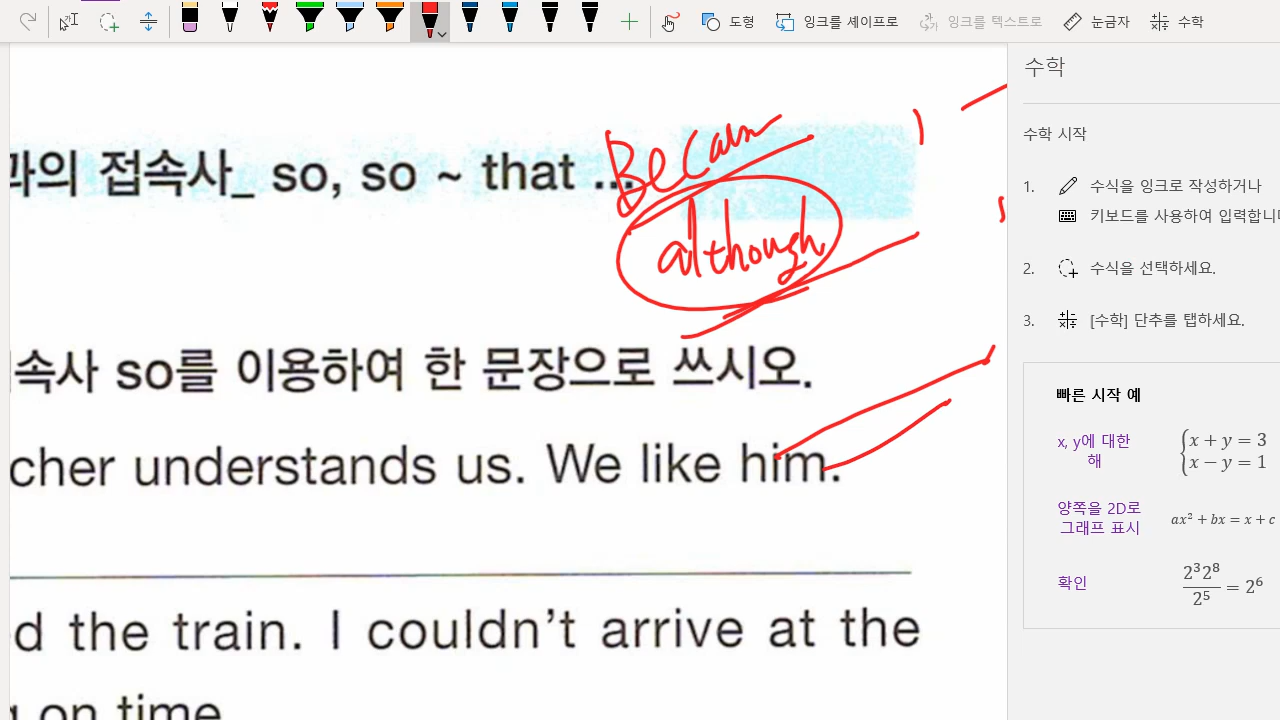 도형
잉크를 셰이프로
잉크를 텍스트로
눈금자
수학
과의 접속사_ so, so ~ that ...
Becaus
although
속사 so를 이용하여 한 문장으로 쓰시오.
cher understands us. We like him.
d the train. I couldn't arrive at the
on time
수학
수학 시작
1. 수식을 잉크로 작성하거나
키보드를 사용하여 입력합니
2. 수식을 선택하세요.
3. [수학] 단추를 탭하세요.
빠른 시작 예
x, y에 대한 해 {x + y = 3
x − y = 1
양쪽을 2D로 그래프 표시 ax² + bx = x + c
확인 2³2⁸/2⁵ = 2⁶